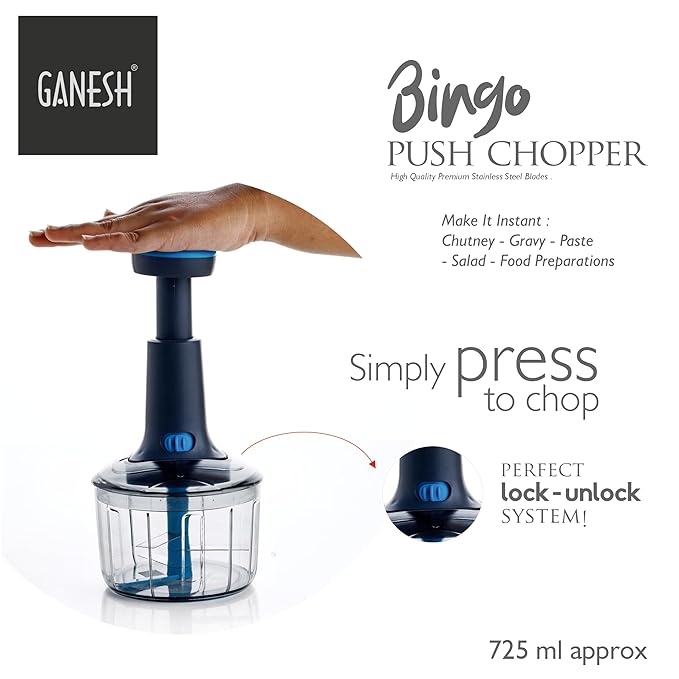 GANESH®
Bingo
PUSH CHOPPER
High Quality Premium Stainless Steel Blades .
Make It Instant :
Chutney - Gravy - Paste
- Salad - Food Preparations
Simply press
to chop
PERFECT
lock-unlock
SYSTEM!
725 ml approx